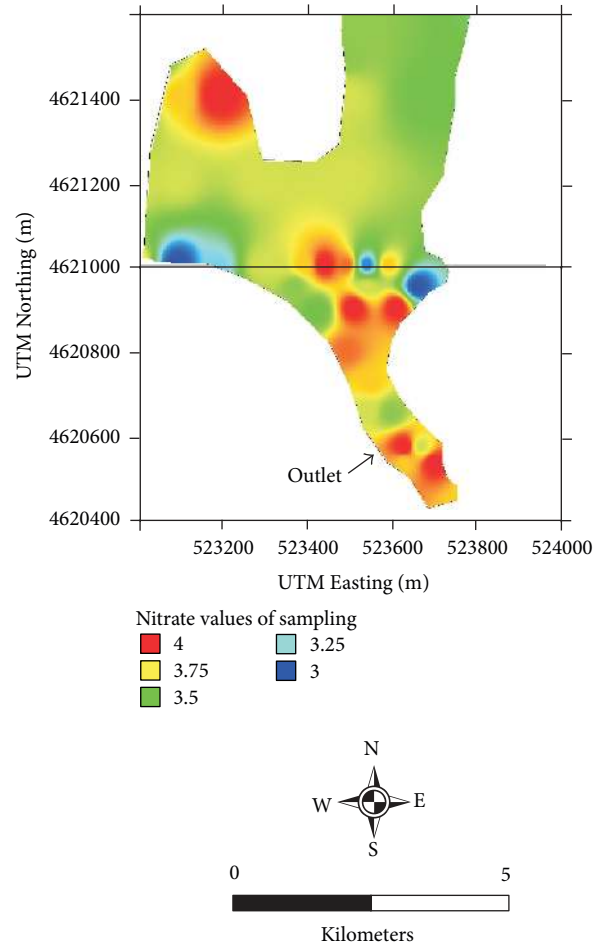 4621400
4621200
4621000
4620800
4620600
4620400
UTM Northing (m)
Outlet
523200 523400 523600 523800 524000
UTM Easting (m)
Nitrate values of sampling
4 3.25
3.75 3
3.5
N
W E
S
0 5
Kilometers